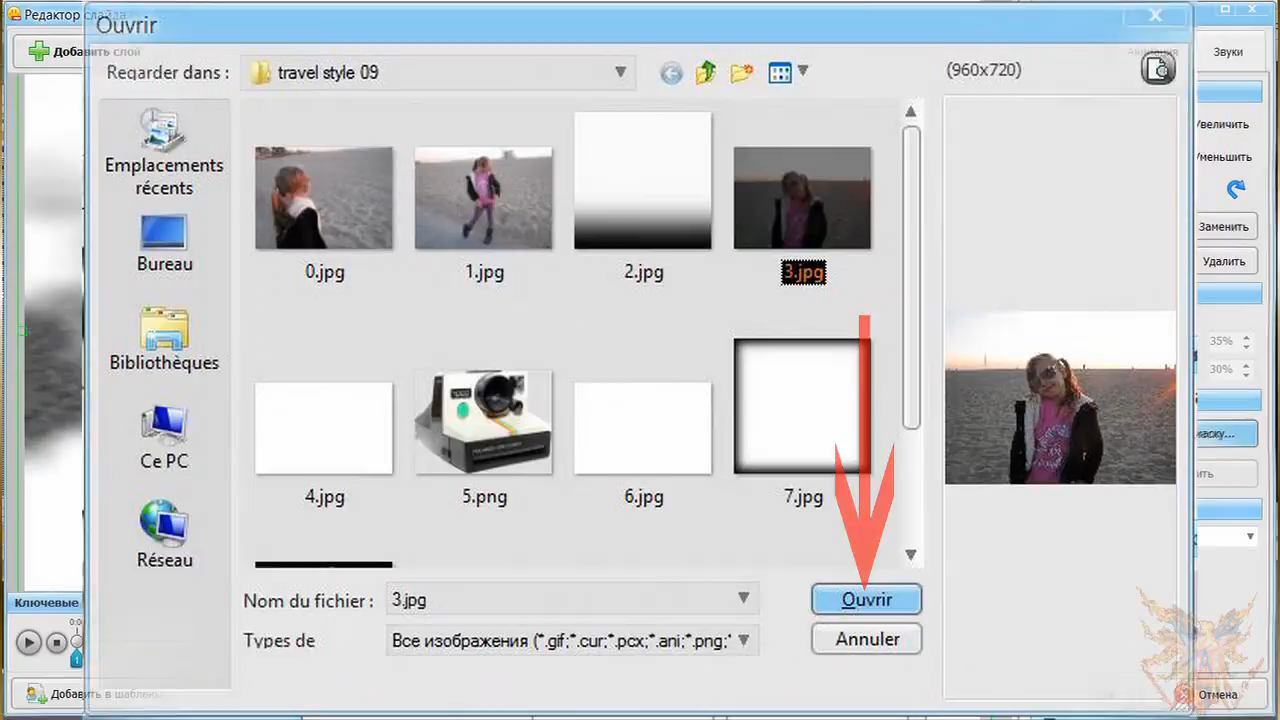 Редактор слайда
Ouvrir
Добавить слой
Звуки
Regarder dans :
travel style 09
(960x720)
Увеличить
Уменьшить
Заменить
Удалить
35%
30%
маску...
Emplacements
récents
Bureau
Bibliothèques
Ce PC
Réseau
0.jpg
1.jpg
2.jpg
3.jpg
4.jpg
5.png
6.jpg
7.jpg
Nom du fichier :
3.jpg
Ouvrir
Types de
Все изображения (*.gif;*.cur;*.pcx;*.ani;*.png;*
Annuler
Ключевые
Добавить в шаблоны
Отмена